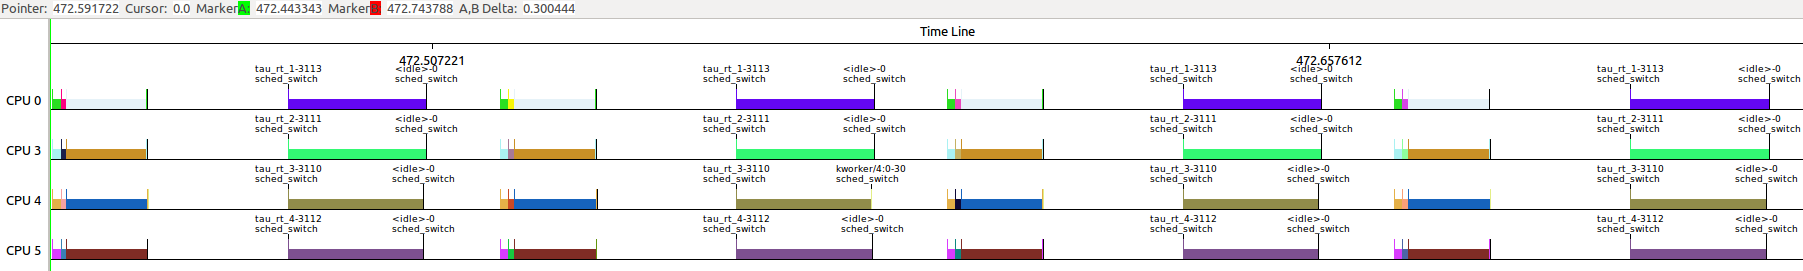 Pointer: 472.591722 Cursor: 0.0 MarkerA: 472.443343 MarkerB 472.743788 A,B Delta: 0.300444
Time Line
472.507221 472.657612
tau_rt_1-3113 <idle>-0 tau_rt_1-3113 <idle>-0 tau_rt_1-3113 <idle>-0 tau_rt_1-3113 <idle>-0
sched_switch sched_switch sched_switch sched_switch sched_switch sched_switch sched_switch sched_switch
CPU 0
tau_rt_2-3111 <idle>-0 tau_rt_2-3111 <idle>-0 tau_rt_2-3111 <idle>-0 tau_rt_2-3111 <idle>-0
sched_switch sched_switch sched_switch sched_switch sched_switch sched_switch sched_switch sched_switch
CPU 3
tau_rt_3-3110 <idle>-0 tau_rt_3-3110 kworker/4:0-30 tau_rt_3-3110 <idle>-0 tau_rt_3-3110 <idle>-0
sched_switch sched_switch sched_switch sched_switch sched_switch sched_switch sched_switch sched_switch
CPU 4
tau_rt_4-3112 <idle>-0 tau_rt_4-3112 <idle>-0 tau_rt_4-3112 <idle>-0 tau_rt_4-3112 <idle>-0
sched_switch sched_switch sched_switch sched_switch sched_switch sched_switch sched_switch sched_switch
CPU 5